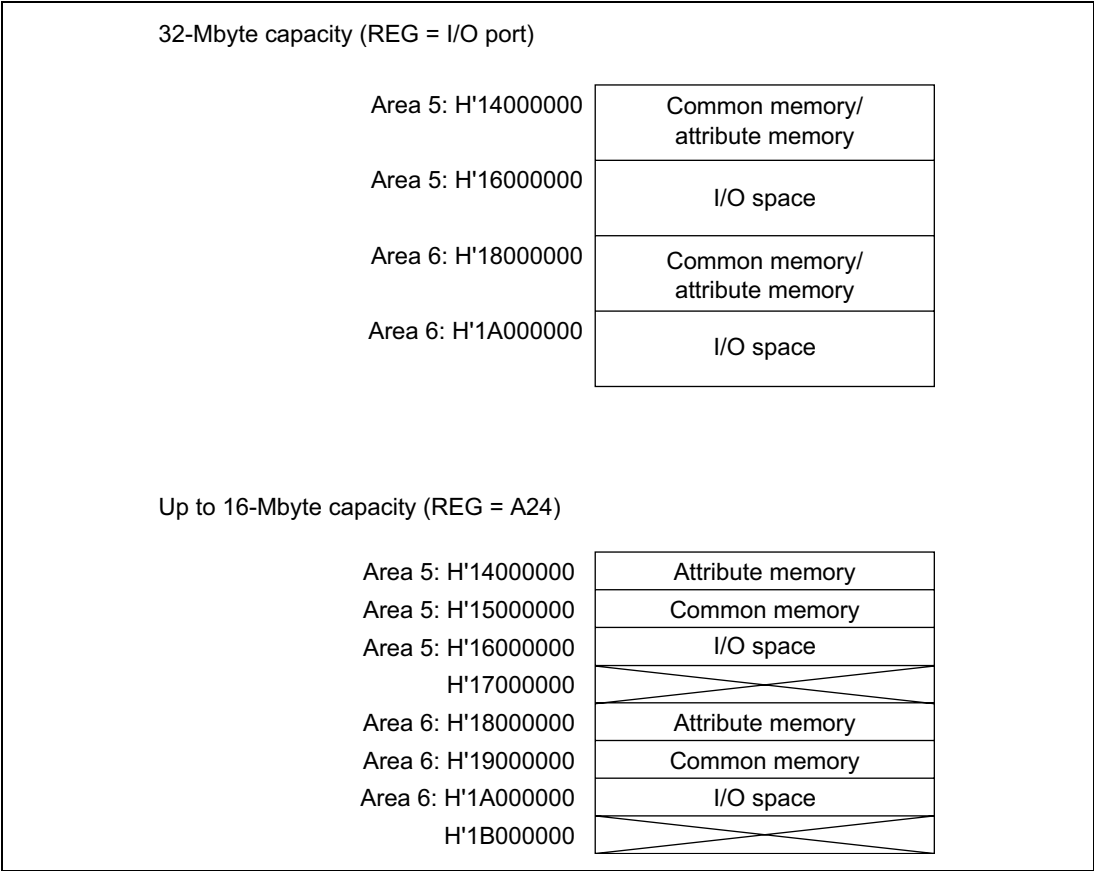 32-Mbyte capacity (REG = I/O port)
Area 5: H'14000000
Common memory/
attribute memory
Area 5: H'16000000
I/O space
Area 6: H'18000000
Common memory/
attribute memory
Area 6: H'1A000000
I/O space
Up to 16-Mbyte capacity (REG = A24)
Area 5: H'14000000 Attribute memory
Area 5: H'15000000 Common memory
Area 5: H'16000000 I/O space
H'17000000
Area 6: H'18000000 Attribute memory
Area 6: H'19000000 Common memory
Area 6: H'1A000000 I/O space
H'1B000000